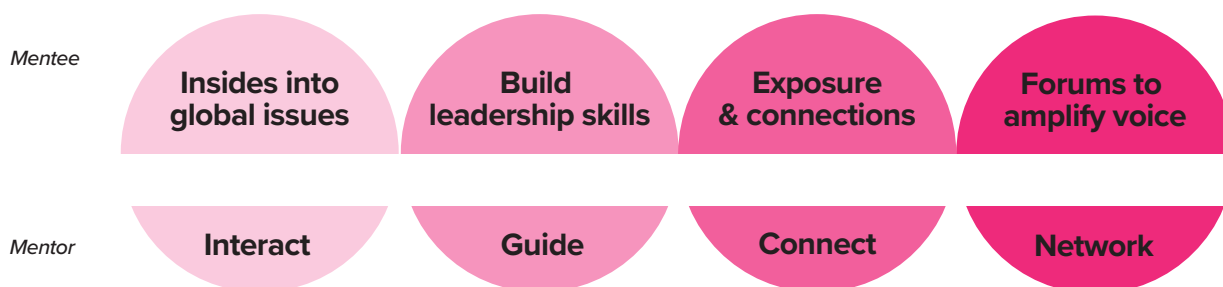 Mentee
Insides into
global issues
Build
leadership skills
Exposure
& connections
Forums to
amplify voice
Mentor
Interact
Guide
Connect
Network